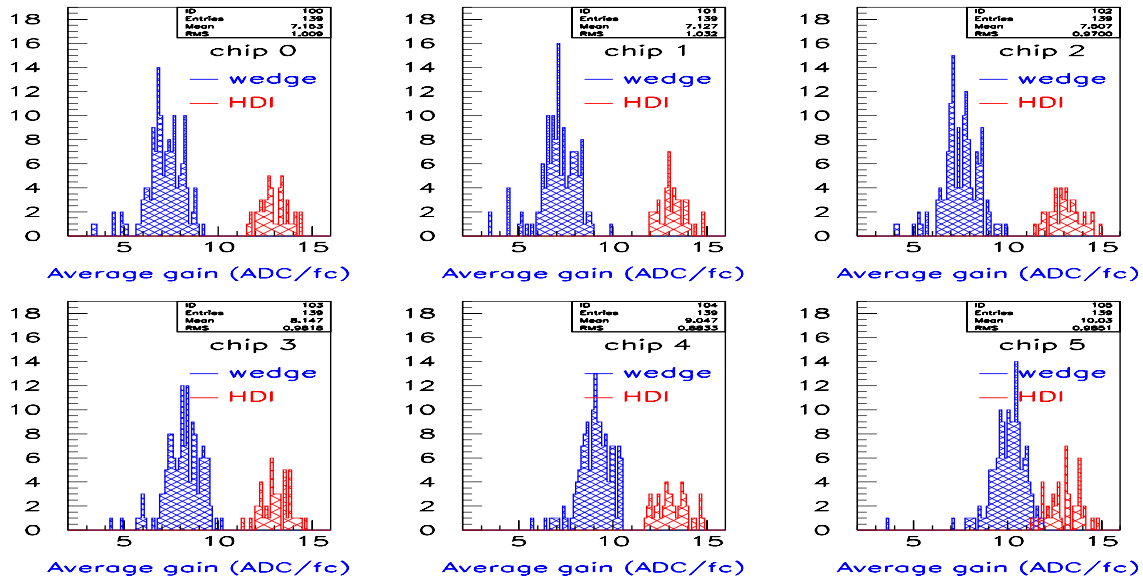 ID 100
Entries 139
Mean 7.153
RMS 1.009
chip 0
wedge
HDI
18
16
14
12
10
8
6
4
2
0
5 10 15
Average gain (ADC/fc)
ID 101
Entries 139
Mean 7.127
RMS 1.032
chip 1
wedge
HDI
18
16
14
12
10
8
6
4
2
0
5 10 15
Average gain (ADC/fc)
ID 102
Entries 139
Mean 7.507
RMS 0.9700
chip 2
wedge
HDI
18
16
14
12
10
8
6
4
2
0
5 10 15
Average gain (ADC/fc)
ID 103
Entries 139
Mean 8.147
RMS 0.9818
chip 3
wedge
HDI
18
16
14
12
10
8
6
4
2
0
5 10 15
Average gain (ADC/fc)
ID 104
Entries 139
Mean 9.047
RMS 0.8833
chip 4
wedge
HDI
18
16
14
12
10
8
6
4
2
0
5 10 15
Average gain (ADC/fc)
ID 105
Entries 139
Mean 10.03
RMS 0.9851
chip 5
wedge
HDI
18
16
14
12
10
8
6
4
2
0
5 10 15
Average gain (ADC/fc)